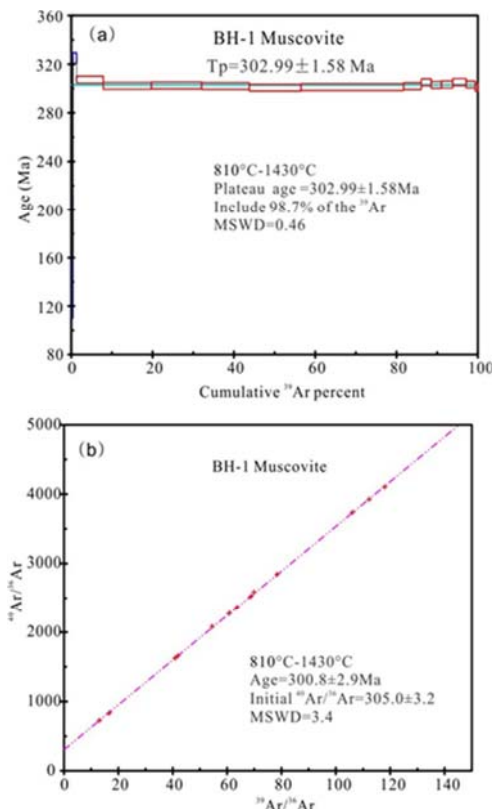 (a)
BH-1 Muscovite
Tp=302.99±1.58 Ma
810°C-1430°C
Plateau age =302.99±1.58Ma
Include 98.7% of the ³⁹Ar
MSWD=0.46
Age (Ma)
360
320
280
240
200
160
120
80
0 20 40 60 80 100
Cumulative ³⁹Ar percent
(b)
BH-1 Muscovite
810°C-1430°C
Age=300.8±2.9Ma
Initial ⁴⁰Ar/³⁶Ar=305.0±3.2
MSWD=3.4
⁴⁰Ar/³⁶Ar
5000
4000
3000
2000
1000
0
0 20 40 60 80 100 120 140
³⁹Ar/³⁶Ar